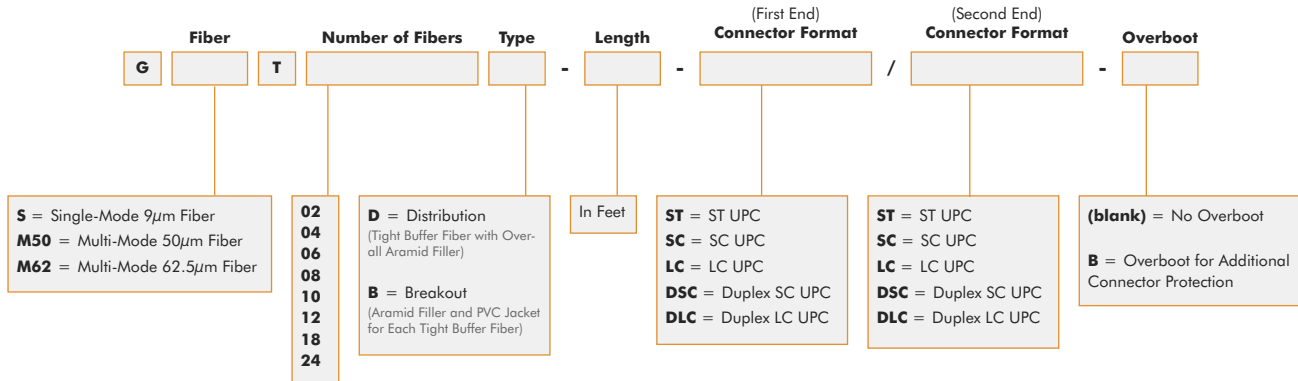 (First End)
(Second End)
Fiber
Number of Fibers
Type
Length
Connector Format
Connector Format
Overboot
G T - - / -
S = Single-Mode 9µm Fiber
M50 = Multi-Mode 50µm Fiber
M62 = Multi-Mode 62.5µm Fiber
02
04
06
08
10
12
18
24
D = Distribution
(Tight Buffer Fiber with Over-
all Aramid Filler)
B = Breakout
(Aramid Filler and PVC Jacket
for Each Tight Buffer Fiber)
In Feet
ST = ST UPC
SC = SC UPC
LC = LC UPC
DSC = Duplex SC UPC
DLC = Duplex LC UPC
ST = ST UPC
SC = SC UPC
LC = LC UPC
DSC = Duplex SC UPC
DLC = Duplex LC UPC
(blank) = No Overboot
B = Overboot for Additional
Connector Protection